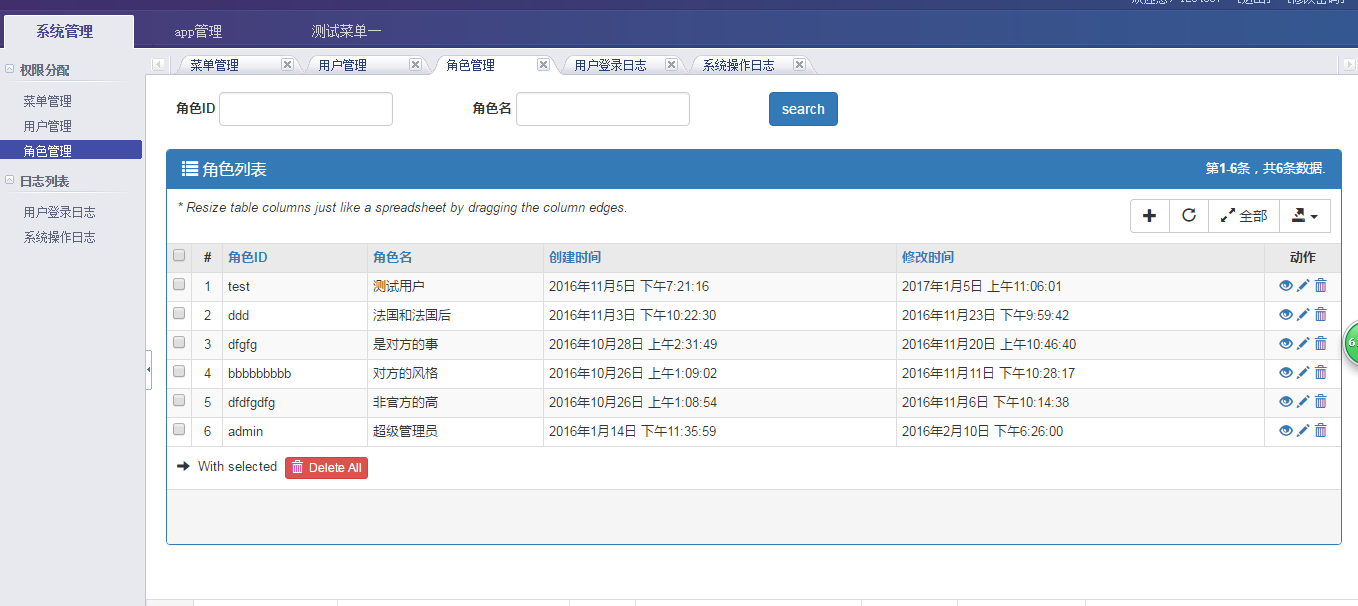 系统管理 app管理 测试菜单一
菜单管理 用户管理 角色管理 用户登录日志 系统操作日志
权限分配
菜单管理
用户管理
角色管理
日志列表
用户登录日志
系统操作日志
角色ID 角色名 search
角色列表 第1-6条，共6条数据.
* Resize table columns just like a spreadsheet by dragging the column edges.
全部
# 角色ID 角色名 创建时间 修改时间 动作
1 test 测试用户 2016年11月5日 下午7:21:16 2017年1月5日 上午11:06:01
2 ddd 法国和法国后 2016年11月3日 下午10:22:30 2016年11月23日 下午9:59:42
3 dfgfg 是对方的事 2016年10月28日 上午2:31:49 2016年11月20日 上午10:46:40
4 bbbbbbbbb 对方的风格 2016年10月26日 上午1:09:02 2016年11月11日 下午10:28:17
5 dfdfgdfg 非官方的高 2016年10月26日 上午1:08:54 2016年11月6日 下午10:14:38
6 admin 超级管理员 2016年1月14日 下午11:35:59 2016年2月10日 下午6:26:00
With selected Delete All